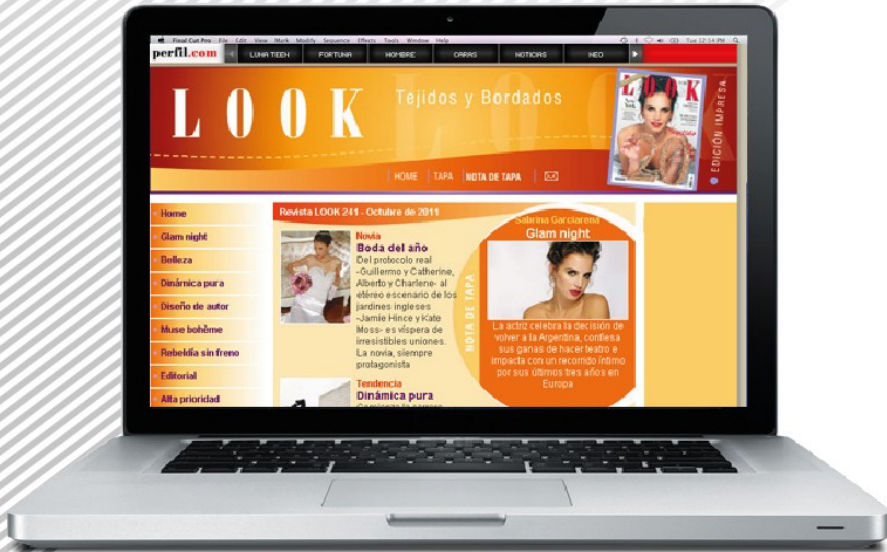 Final Cut Pro File Edit View Mark Modify Sequence Effects Tools Window Help Tue 12:14 PM
perfil.com LUNA TEEN FORTUNA HOMBRE CARAS NOTICIAS NEO
LOOK Tejidos y Bordados
LOOK
EDICIÓN IMPRESA
HOME TAPA NOTA DE TAPA
Home
Glam night
Belleza
Dinámica pura
Diseño de autor
Muse bohême
Rebeldía sin freno
Editorial
Alta prioridad
Revista LOOK 241 - Octubre de 2011
Novia
Boda del año
Del protocolo real
-Guillermo y Catherine,
Alberto y Charlene- al
etéreo escenario de los
jardines ingleses
-Jamie Hince y Kate
Moss- es víspera de
irresistibles uniones.
La novia, siempre
protagonista
Tendencia
Dinámica pura
NOTA DE TAPA
Sabrina Garciarena
Glam night
La actriz celebra la decisión de
volver a la Argentina, confiesa
sus ganas de hacer teatro e
impacta con un recorrido íntimo
por sus últimos tres años en
Europa